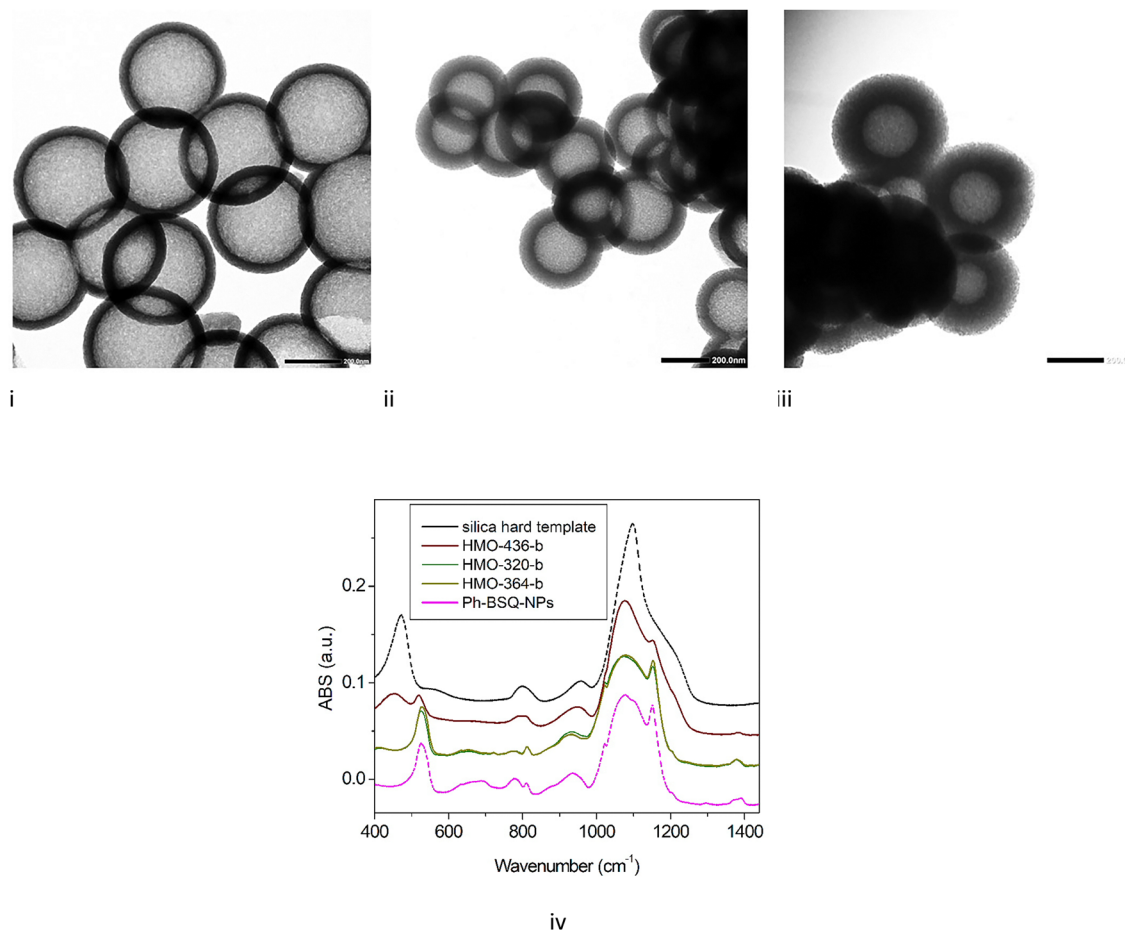 200.0nm
200.0nm
200.
i
ii
iii
silica hard template
HMO-436-b
HMO-320-b
HMO-364-b
Ph-BSQ-NPs
ABS (a.u.)
0.2
0.1
0.0
400 600 800 1000 1200 1400
Wavenumber (cm⁻¹)
iv